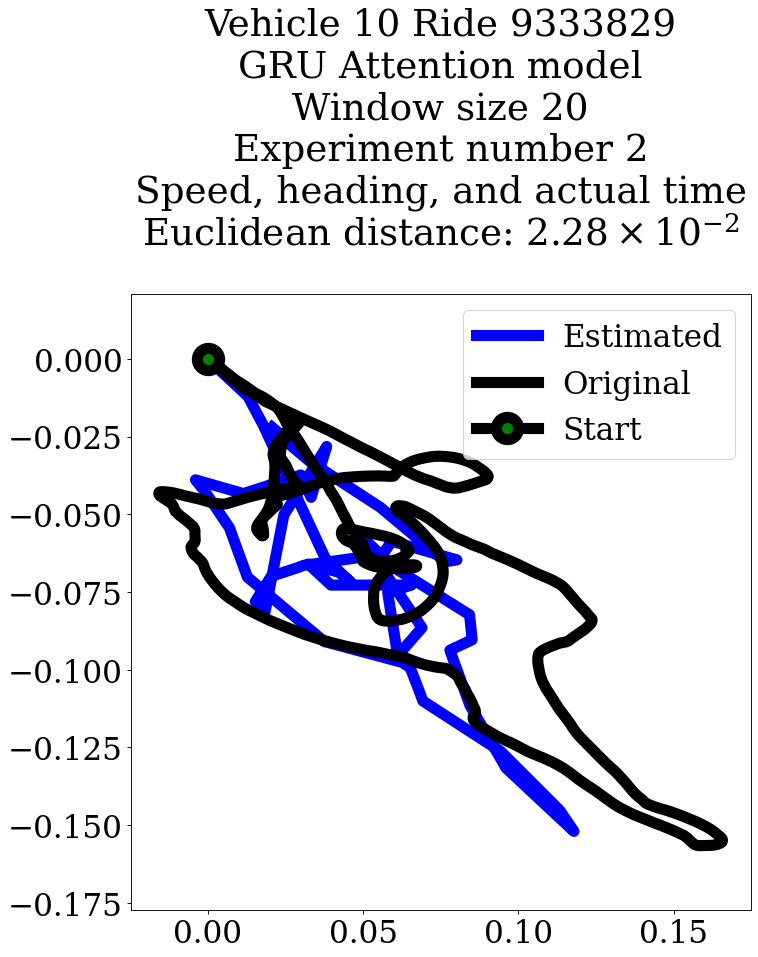 Vehicle 10 Ride 9333829
GRU Attention model
Window size 20
Experiment number 2
Speed, heading, and actual time
Euclidean distance: 2.28 × 10⁻²
Estimated
Original
Start
0.000
−0.025
−0.050
−0.075
−0.100
−0.125
−0.150
−0.175
0.00 0.05 0.10 0.15